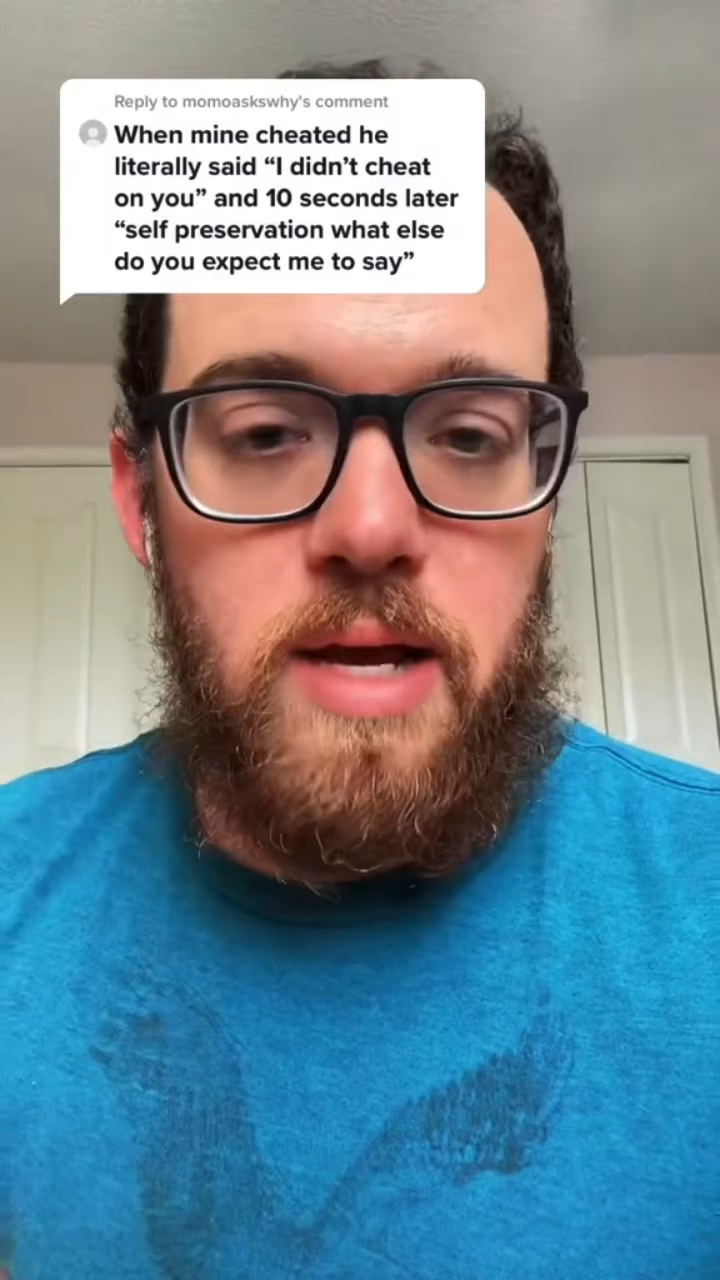 Reply to momoaskswhy's comment
When mine cheated he
literally said “I didn’t cheat
on you” and 10 seconds later
“self preservation what else
do you expect me to say”